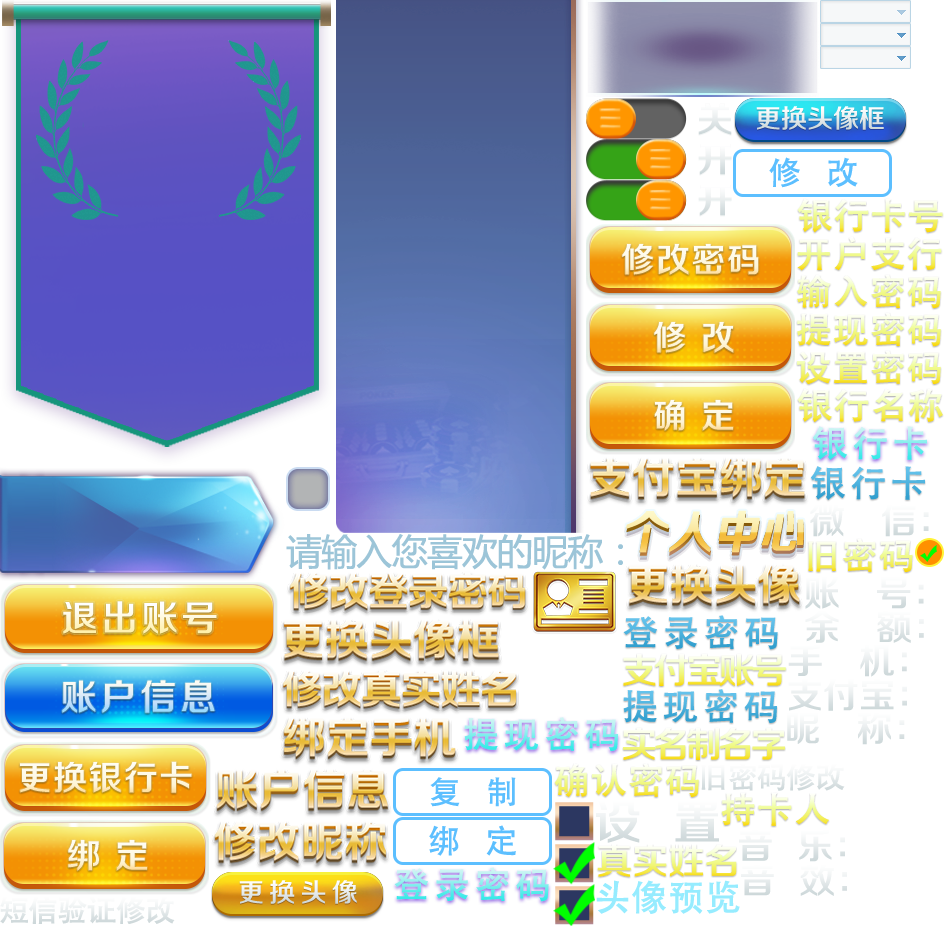 关
更换头像框
开
修 改
开
银行卡号
修改密码
开户支行
输入密码
修 改
提现密码
设置密码
银行名称
确 定
银行卡
支付宝绑定
银行卡
个人中心
微 信：
请输入您喜欢的昵称：
旧密码
修改登录密码
更换头像
账 号：
退出账号
更换头像框
登录密码
余 额：
支付宝账号
手 机：
账户信息
修改真实姓名
提现密码
支付宝：
绑定手机
提现密码
实名制名字
昵 称：
更换银行卡
账户信息
复 制
确认密码
旧密码修改
设 置
持卡人
修改昵称
绑 定
音 乐：
绑 定
真实姓名
更换头像
登录密码
音 效：
头像预览
短信验证修改